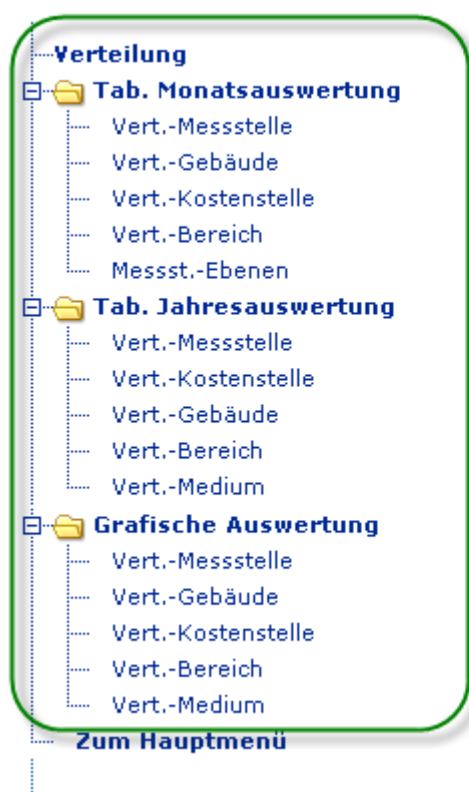 Verteilung
Tab. Monatsauswertung
Vert.-Messstelle
Vert.-Gebäude
Vert.-Kostenstelle
Vert.-Bereich
Messst.-Ebenen
Tab. Jahresauswertung
Vert.-Messstelle
Vert.-Kostenstelle
Vert.-Gebäude
Vert.-Bereich
Vert.-Medium
Grafische Auswertung
Vert.-Messstelle
Vert.-Gebäude
Vert.-Kostenstelle
Vert.-Bereich
Vert.-Medium
Zum Hauptmenü